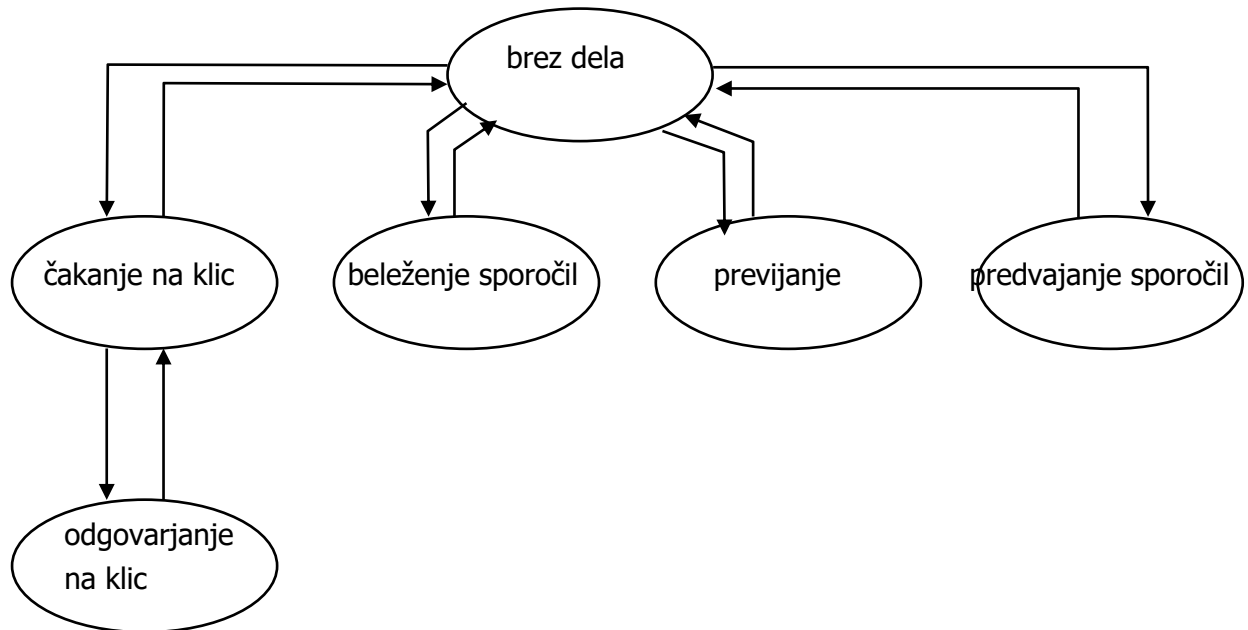 brez dela
čakanje na klic
beleženje sporočil
previjanje
predvajanje sporočil
odgovarjanje
na klic